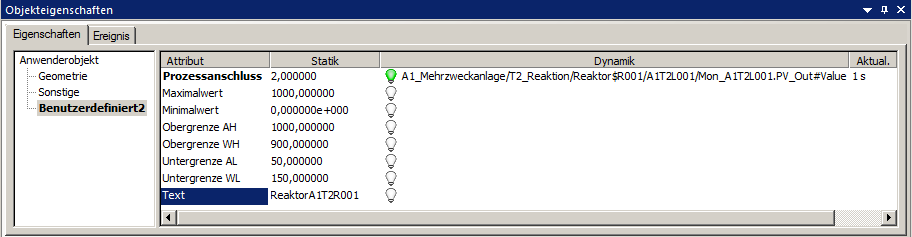 Objekteigenschaften
Eigenschaften Ereignis
Anwenderobjekt
Geometrie
Sonstige
Benutzerdefiniert2
Attribut Statik Dynamik Aktual.
Prozessanschluss 2,000000 A1_Mehrzweckanlage/T2_Reaktion/Reaktor$R001/A1T2L001/Mon_A1T2L001.PV_Out#Value 1 s
Maximalwert 1000,000000
Minimalwert 0,000000e+000
Obergrenze AH 1000,000000
Obergrenze WH 900,000000
Untergrenze AL 50,000000
Untergrenze WL 150,000000
Text ReaktorA1T2R001